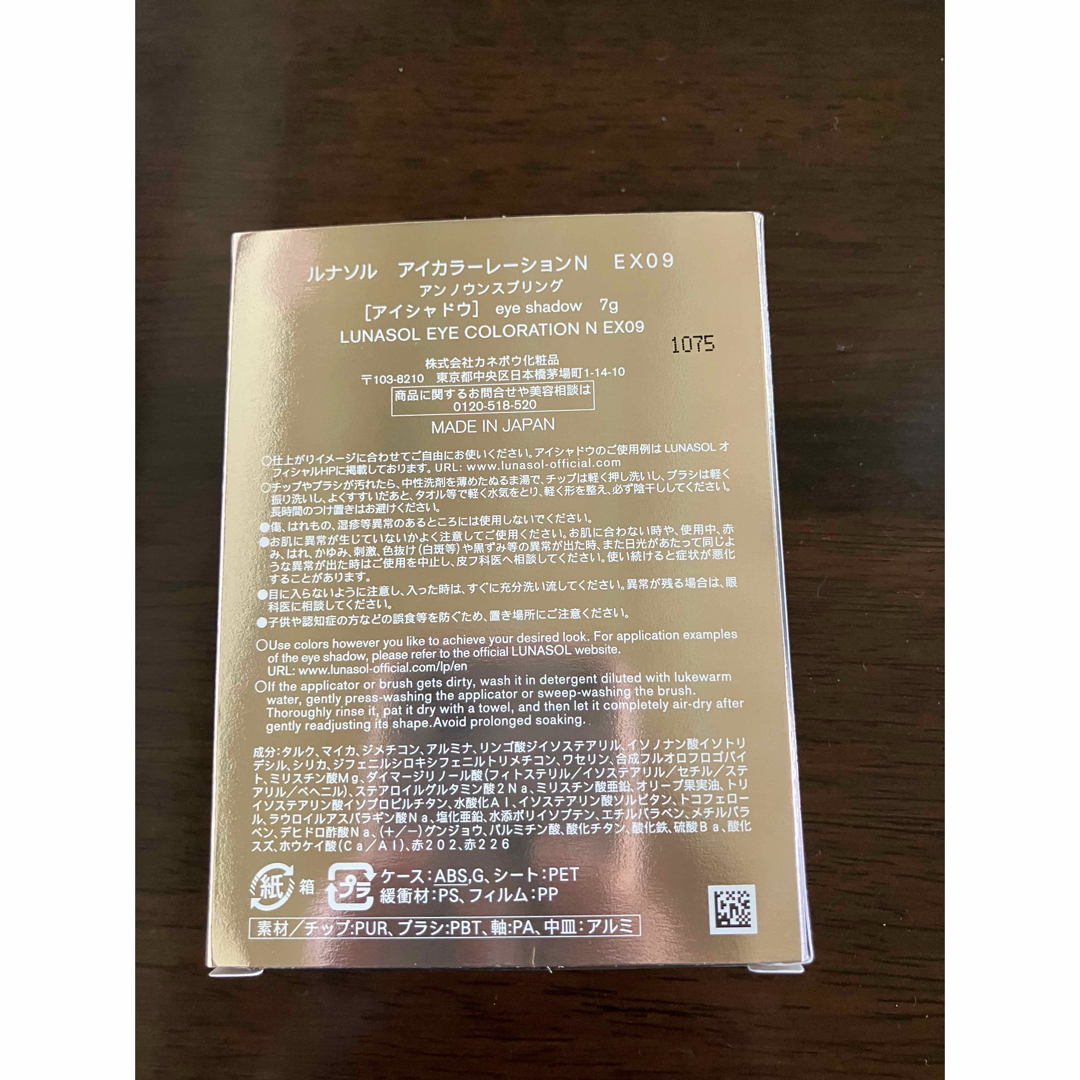 ルナソル アイカラーレーションN EX09
アンノウンスプリング
[アイシャドウ] eye shadow 7g
LUNASOL EYE COLORATION N EX09
1075
株式会社カネボウ化粧品
〒103-8210 東京都中央区日本橋茅場町1-14-10
商品に関するお問合せや美容相談は
0120-518-520
MADE IN JAPAN
○仕上がりイメージに合わせてご自由にお使いください。アイシャドウのご使用例は LUNASOL オ
フィシャルHPに掲載しております。URL: www.lunasol-official.com
○チップやブラシが汚れたら、中性洗剤を薄めたぬるま湯で、チップは軽く押し洗いし、ブラシは軽く
振り洗いし、よくすすいだあと、タオル等で軽く水気をとり、軽く形を整え、必ず陰干ししてください。
長時間のつけ置きはお避けください。
●傷、はれもの、湿疹等異常のあるところには使用しないでください。
●お肌に異常が生じていないかよく注意してご使用ください。お肌に合わない時や、使用中、赤
み、はれ、かゆみ、刺激、色抜け(白斑等)や黒ずみ等の異常が出た時、また日光があたって同じよ
うな異常が出た時はご使用を中止し、皮フ科医へ相談してください。使い続けると症状が悪化
することがあります。
●目に入らないように注意し、入った時は、すぐに充分洗い流してください。異常が残る場合は、眼
科医に相談してください。
●子供や認知症の方などの誤食等を防ぐため、置き場所にご注意ください。
○Use colors however you like to achieve your desired look. For application examples
of the eye shadow, please refer to the official LUNASOL website.
URL: www.lunasol-official.com/lp/en
○If the applicator or brush gets dirty, wash it in detergent diluted with lukewarm
water, gently press-washing the applicator or sweep-washing the brush.
Thoroughly rinse it, pat it dry with a towel, and then let it completely air-dry after
gently readjusting its shape.Avoid prolonged soaking.
成分:タルク、マイカ、ジメチコン、アルミナ、リンゴ酸ジイソステアリル、イソノナン酸イソトリ
デシル、シリカ、ジフェニルシロキシフェニルトリメチコン、ワセリン、合成フルオロフロゴパイ
ト、ミリスチン酸Mg、ダイマージリノール酸(フィトステリル/イソステアリル/セチル/ステ
アリル/ベヘニル)、ステアロイルグルタミン酸2Na、ミリスチン酸亜鉛、オリーブ果実油、トリ
イソステアリン酸イソプロピルチタン、水酸化Al、イソステアリン酸ソルビタン、トコフェロー
ル、ラウロイルアスパラギン酸Na、塩化亜鉛、水添ポリイソブテン、エチルパラベン、メチルパラ
ベン、デヒドロ酢酸Na、(+/-)グンジョウ、パルミチン酸、酸化チタン、酸化鉄、硫酸Ba、酸化
スズ、ホウケイ酸(Ca/Al)、赤202、赤226
紙 箱 プラ ケース:ABS,G、シート:PET
緩衝材:PS、フィルム:PP
素材/チップ:PUR、ブラシ:PBT、軸:PA、中皿:アルミ